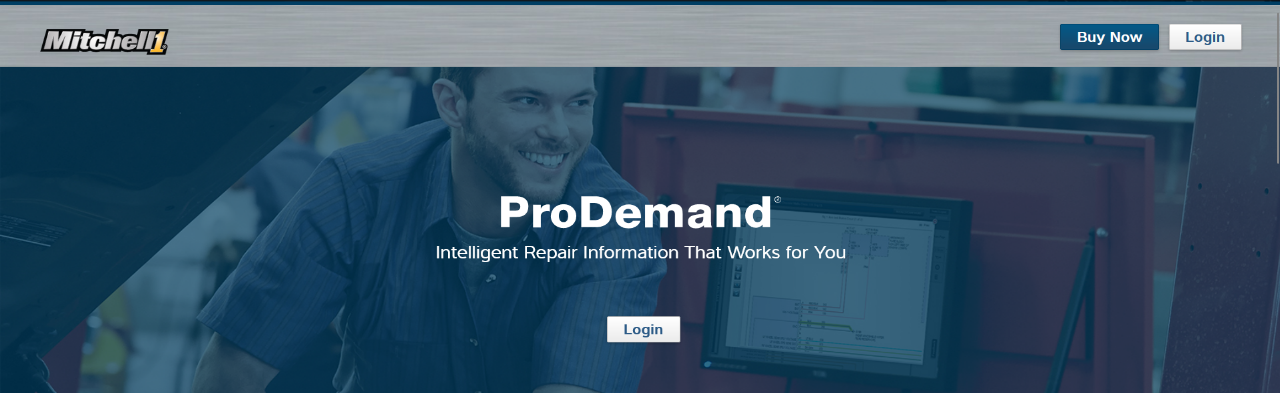 Mitchell1
Buy Now
Login
ProDemand®
Intelligent Repair Information That Works for You
Login